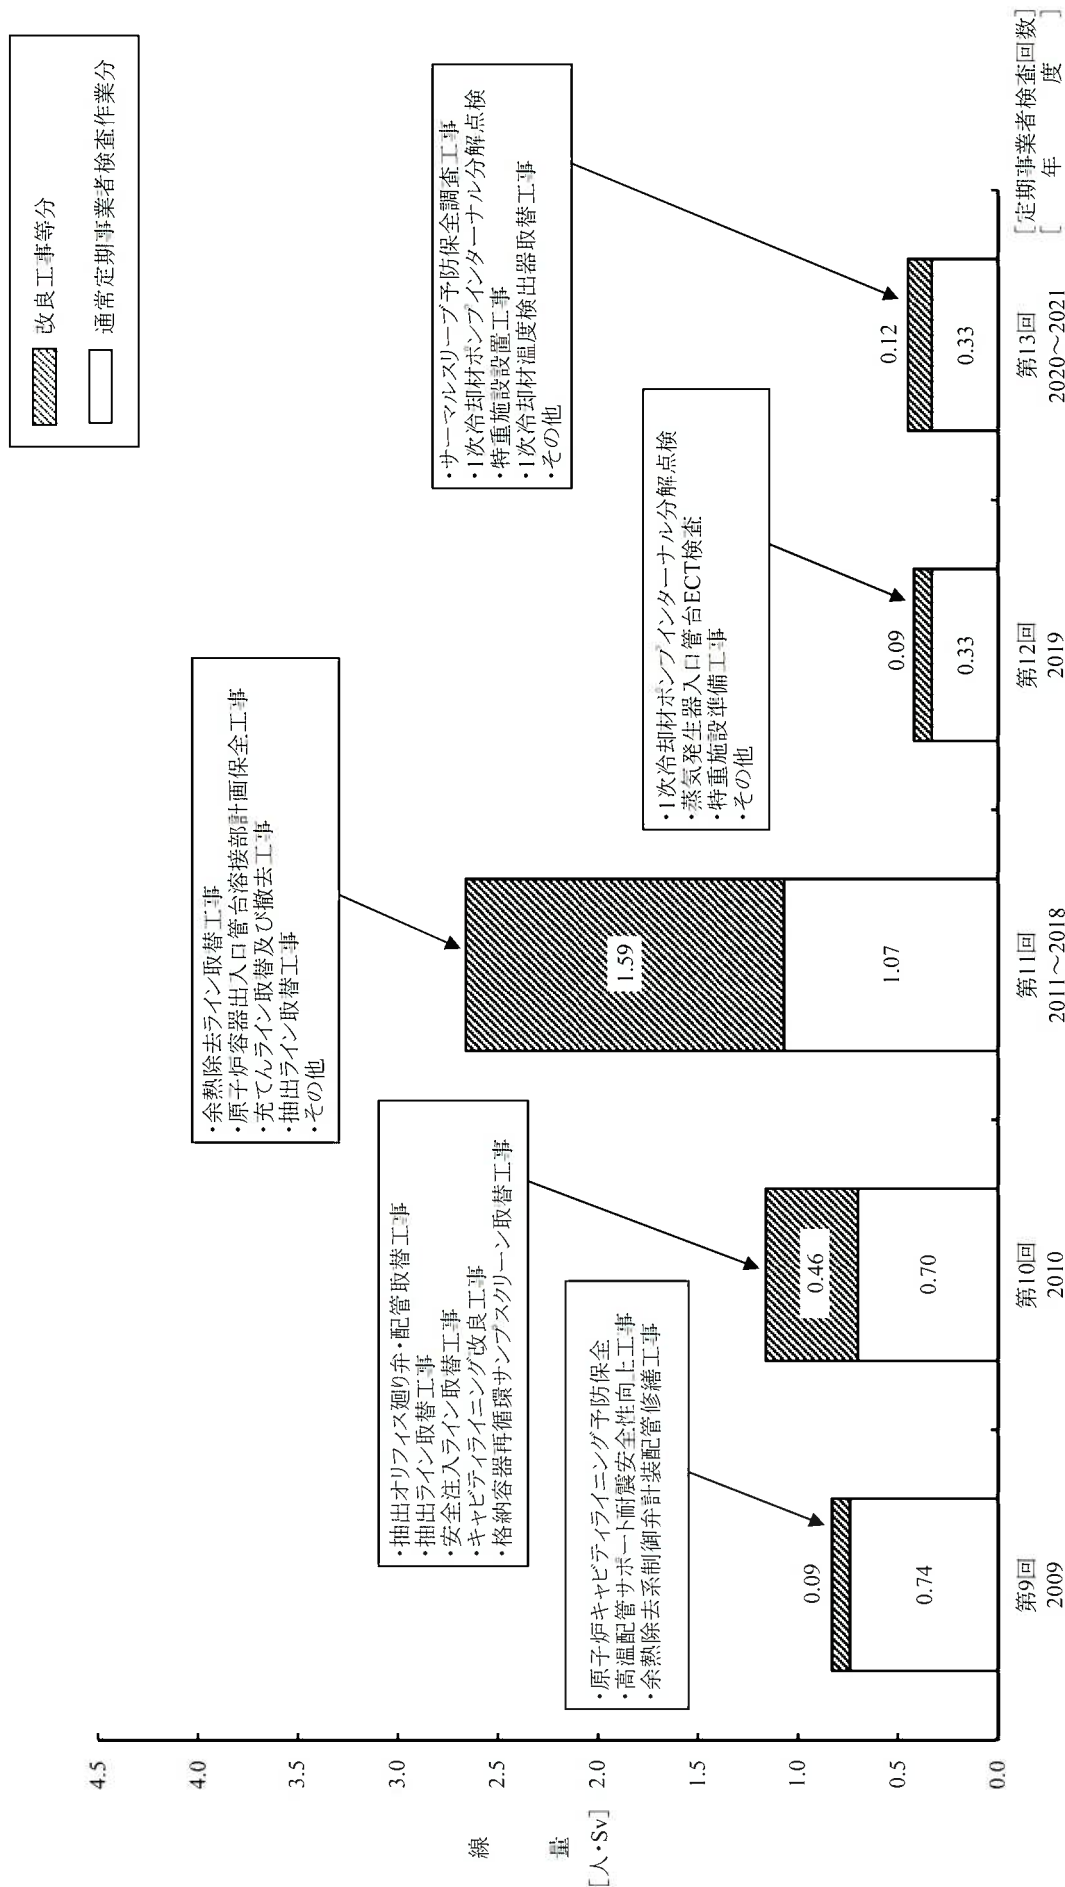 改良工事等分
通常定期事業者検査作業分
線量
[人・Sv]
4.5
4.0
3.5
3.0
2.5
2.0
1.5
1.0
0.5
0.0
・原子炉キャビティライニング予防保全
・高温配管サポート耐震安全性向上工事
・余熱除去系制御弁計装配管修繕工事
0.09
0.74
第9回
2009
・抽出オリフィス廻り弁・配管取替工事
・抽出ライン取替工事
・安全注入ライン取替工事
・キャビティライニング改良工事
・格納容器再循環サンプスクリーン取替工事
0.46
0.70
第10回
2010
・余熱除去ライン取替工事
・原子炉容器出入口管台溶接部計画保全工事
・充てんライン取替及び撤去工事
・抽出ライン取替工事
・その他
1.59
1.07
第11回
2011～2018
・1次冷却材ポンプインターナル分解点検
・蒸気発生器入口管台ECT検査
・特重施設準備工事
・その他
0.09
0.33
第12回
2019
・サーマルスリーブ予防保全調査工事
・1次冷却材ポンプインターナル分解点検
・特重施設設置工事
・1次冷却材温度検出器取替工事
・その他
0.12
0.33
第13回
2020～2021
[定期事業者検査回数]
[年度]